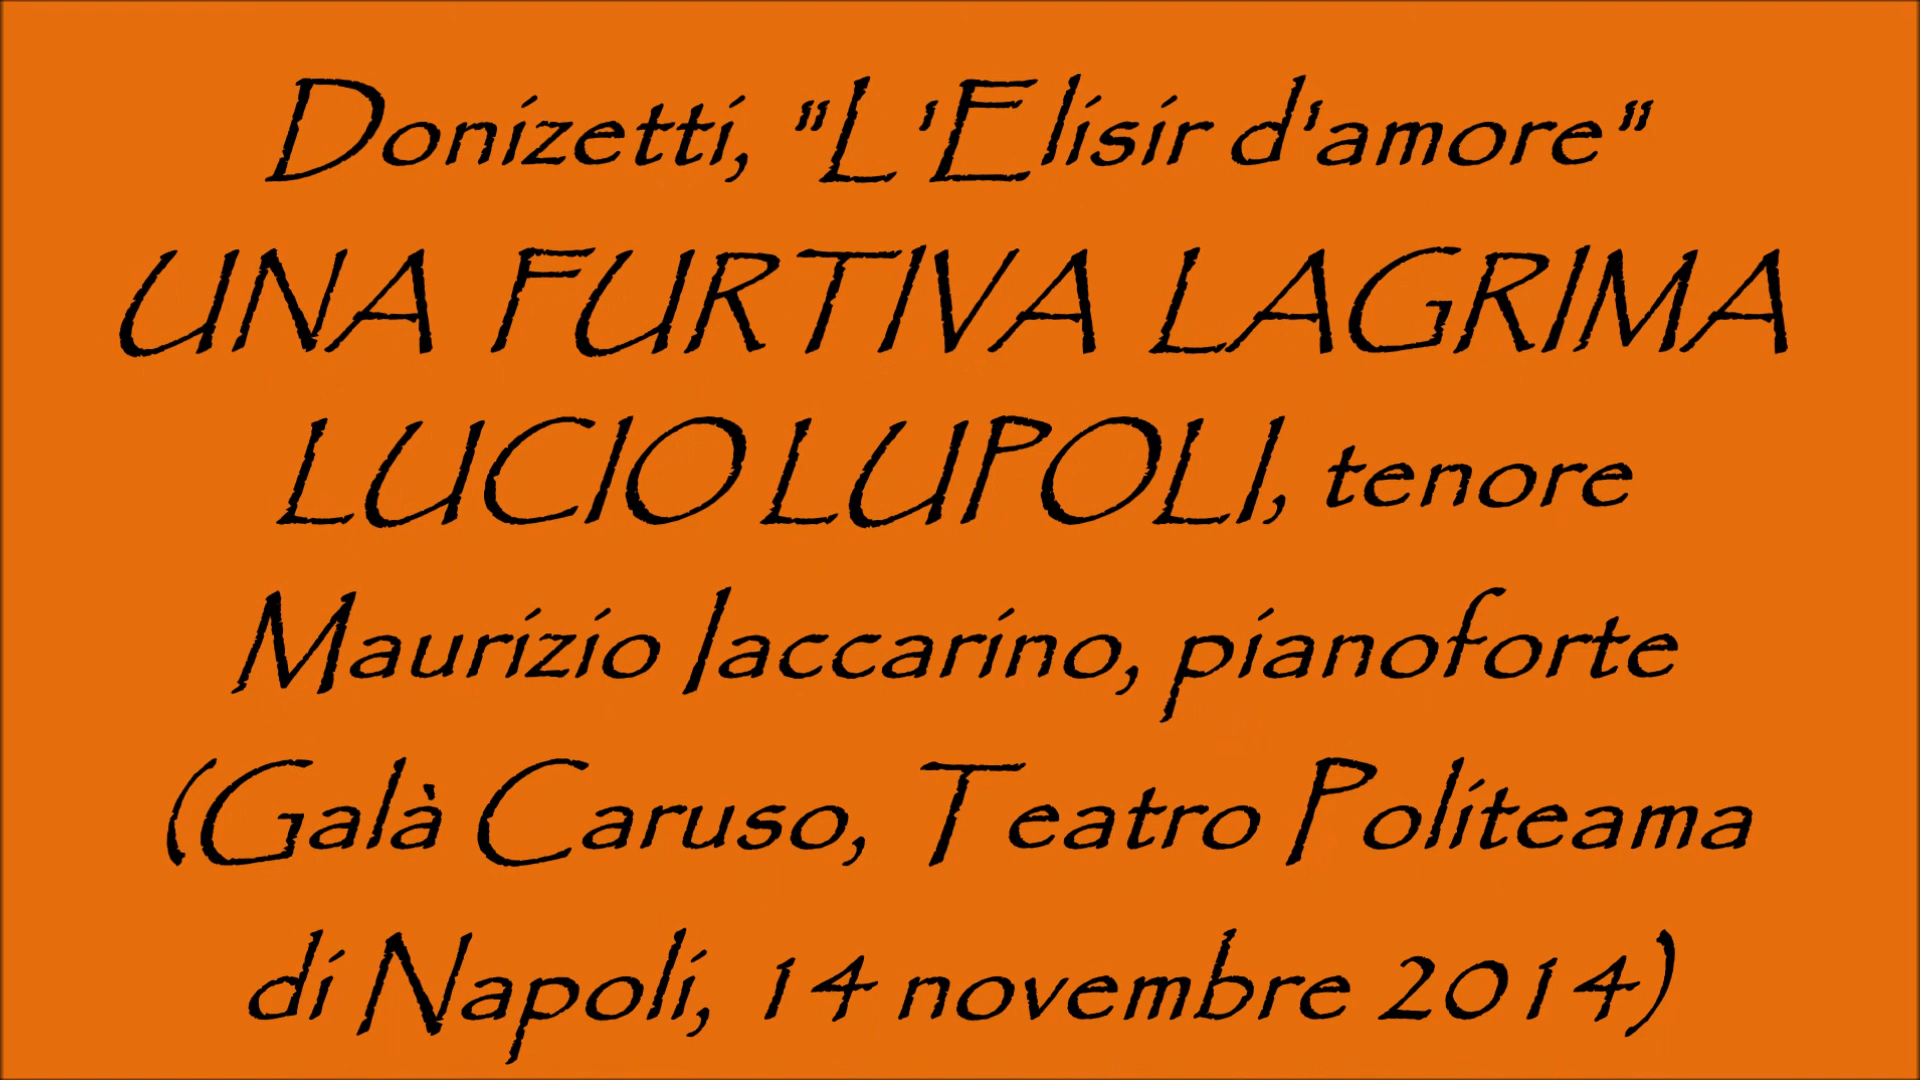 Donizetti, "L'Elisir d'amore"
UNA FURTIVA LAGRIMA
LUCIO LUPOLI, tenore
Maurizio Iaccarino, pianoforte
(Galà Caruso, Teatro Politeama
di Napoli, 14 novembre 2014)